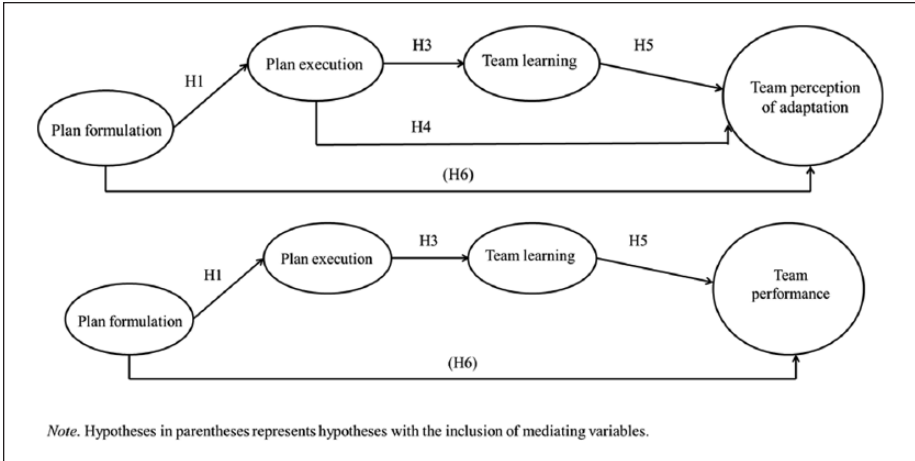 H3
H5
Plan execution
Team learning
H1
Team perception
of adaptation
Plan formulation
H4
(H6)
H3
H5
Plan execution
Team learning
H1
Team
performance
Plan formulation
(H6)
Note. Hypotheses in parentheses represents hypotheses with the inclusion of mediating variables.